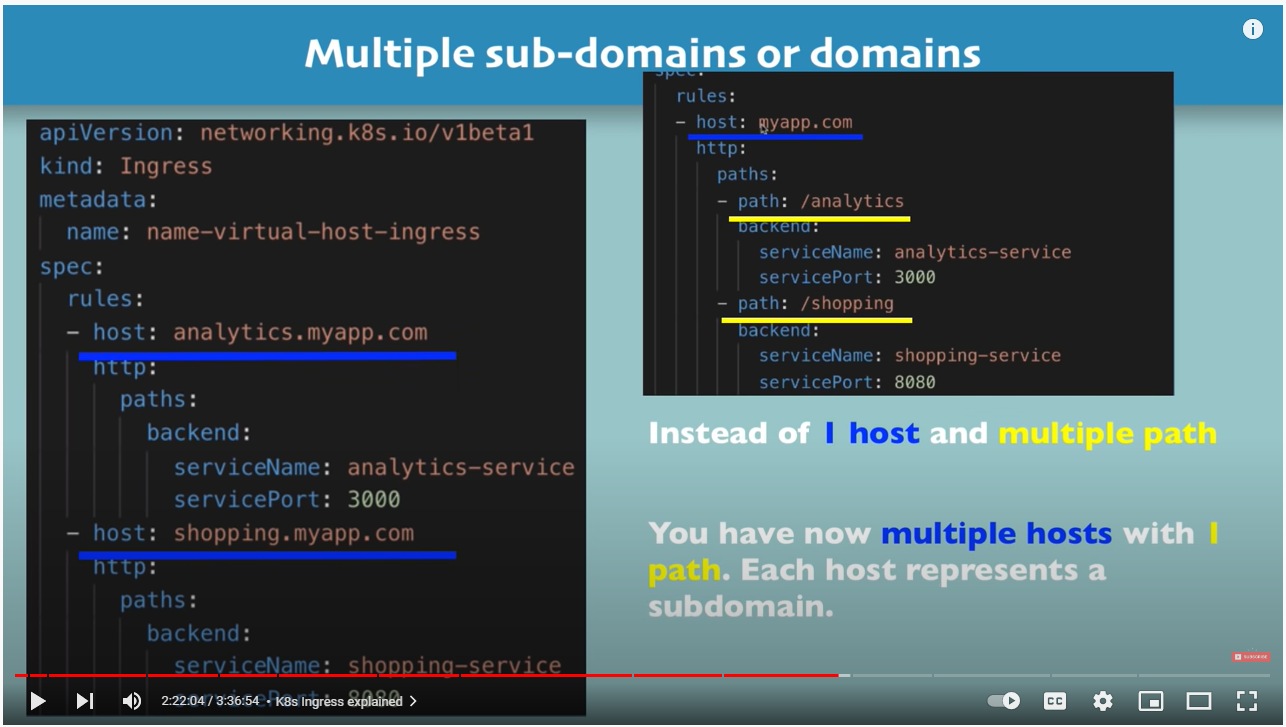 Multiple sub-domains or domains
apiVersion: networking.k8s.io/v1beta1
kind: Ingress
metadata:
name: name-virtual-host-ingress
spec:
rules:
- host: analytics.myapp.com
http:
paths:
backend:
serviceName: analytics-service
servicePort: 3000
- host: shopping.myapp.com
http:
paths:
backend:
serviceName: shopping-service
8080
spec:
rules:
- host: myapp.com
http:
paths:
- path: /analytics
backend:
serviceName: analytics-service
servicePort: 3000
- path: /shopping
backend:
serviceName: shopping-service
servicePort: 8080
Instead of 1 host and multiple path
You have now multiple hosts with 1
path. Each host represents a
subdomain.
SUBSCRIBE
2:22:04 / 3:36:54 • K8s Ingress explained >
CC